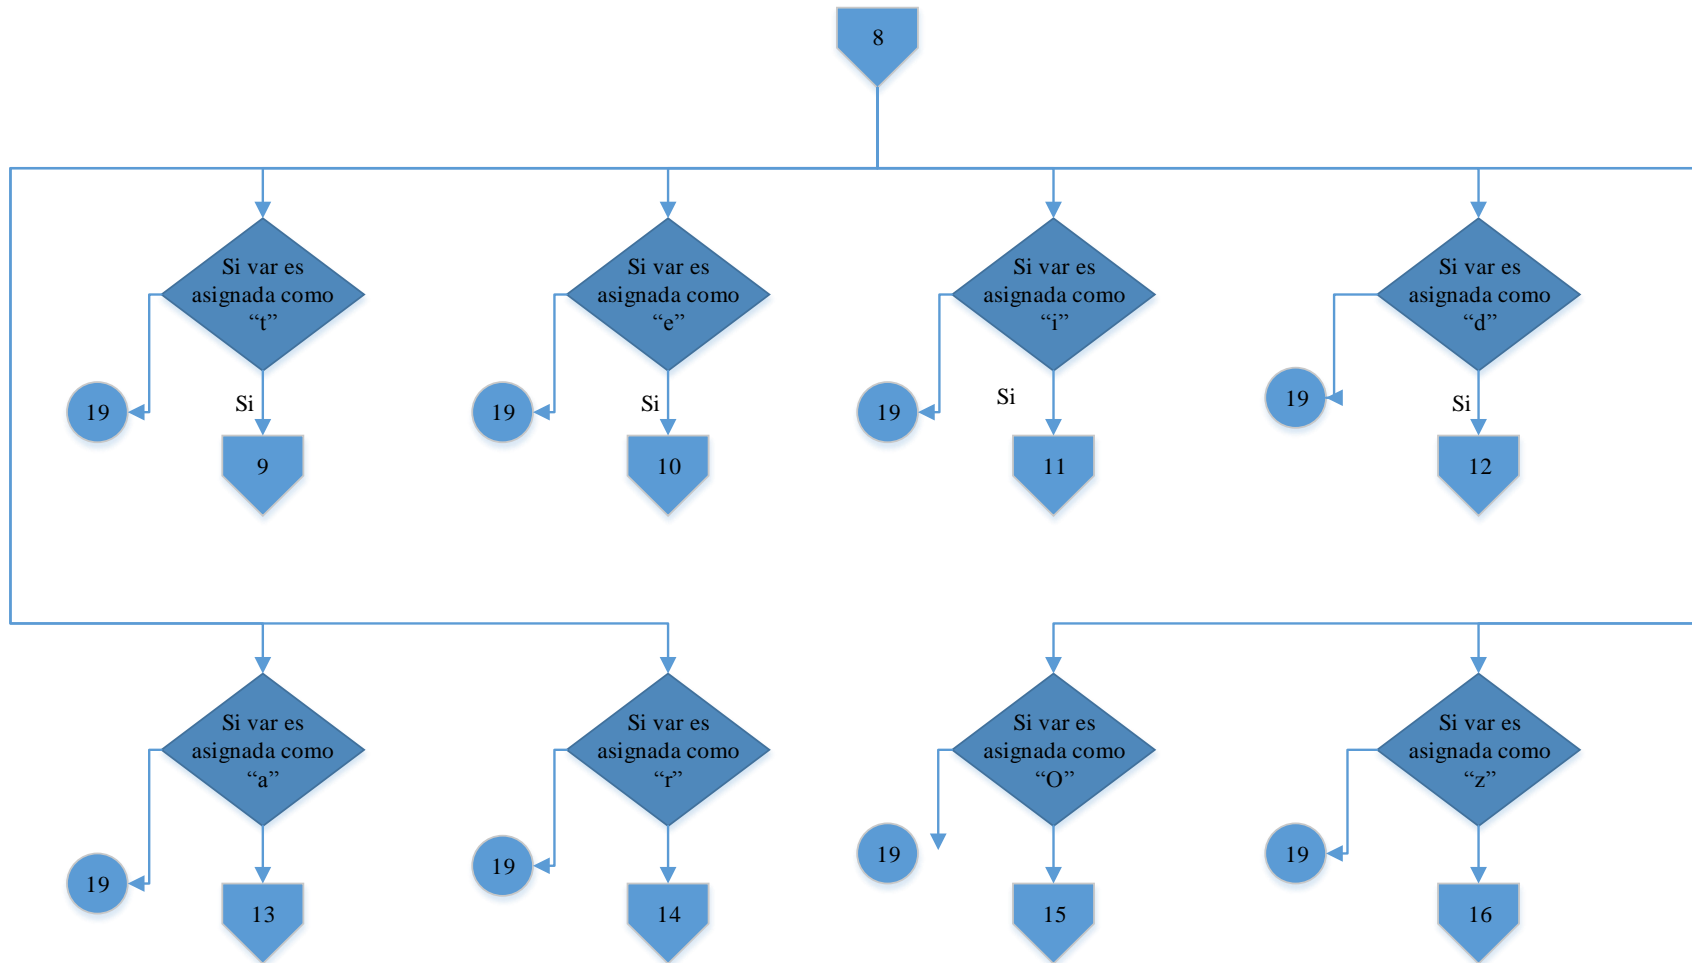 8
Si var es
asignada como
“t”
Si var es
asignada como
“e”
Si var es
asignada como
“i”
Si var es
asignada como
“d”
19
Si
19
Si
19
Si
19
Si
9
10
11
12
Si var es
asignada como
“a”
Si var es
asignada como
“r”
Si var es
asignada como
“O”
Si var es
asignada como
“z”
19
19
19
19
13
14
15
16